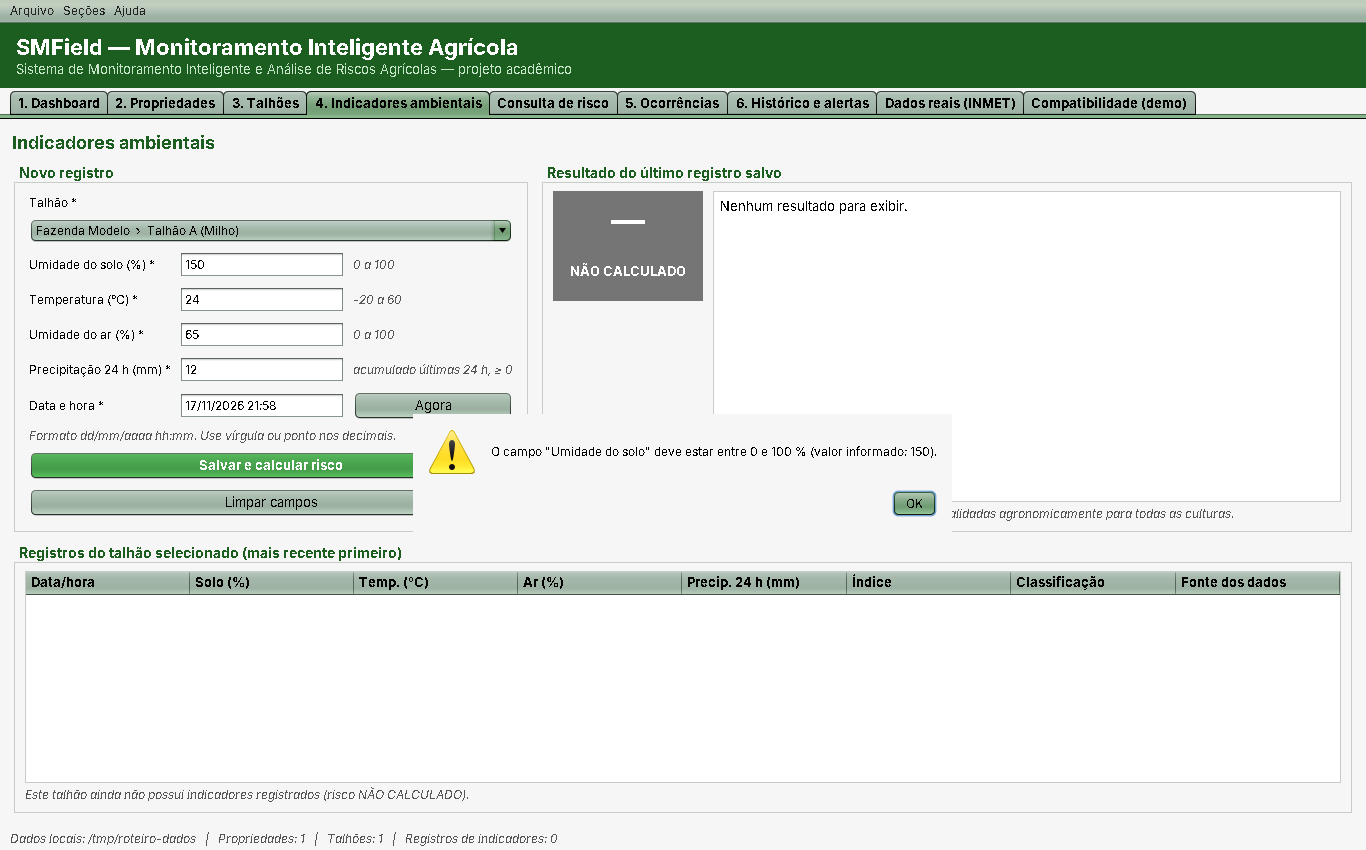 Arquivo Seções Ajuda
SMField — Monitoramento Inteligente Agrícola
Sistema de Monitoramento Inteligente e Análise de Riscos Agrícolas — projeto acadêmico
1. Dashboard 2. Propriedades 3. Talhões 4. Indicadores ambientais Consulta de risco 5. Ocorrências 6. Histórico e alertas Dados reais (INMET) Compatibilidade (demo)
Indicadores ambientais
Novo registro
Talhão *
Fazenda Modelo › Talhão A (Milho)
Umidade do solo (%) * 150 0 a 100
Temperatura (°C) * 24 -20 a 60
Umidade do ar (%) * 65 0 a 100
Precipitação 24 h (mm) * 12 acumulado últimas 24 h, ≥ 0
Data e hora * 17/11/2026 21:58 Agora
Formato dd/mm/aaaa hh:mm. Use vírgula ou ponto nos decimais.
Salvar e calcular risco
Limpar campos
Resultado do último registro salvo
—
NÃO CALCULADO
Nenhum resultado para exibir.
alidadas agronomicamente para todas as culturas.
O campo "Umidade do solo" deve estar entre 0 e 100 % (valor informado: 150).
OK
Registros do talhão selecionado (mais recente primeiro)
Data/hora Solo (%) Temp. (°C) Ar (%) Precip. 24 h (mm) Índice Classificação Fonte dos dados
Este talhão ainda não possui indicadores registrados (risco NÃO CALCULADO).
Dados locais: /tmp/roteiro-dados | Propriedades: 1 | Talhões: 1 | Registros de indicadores: 0